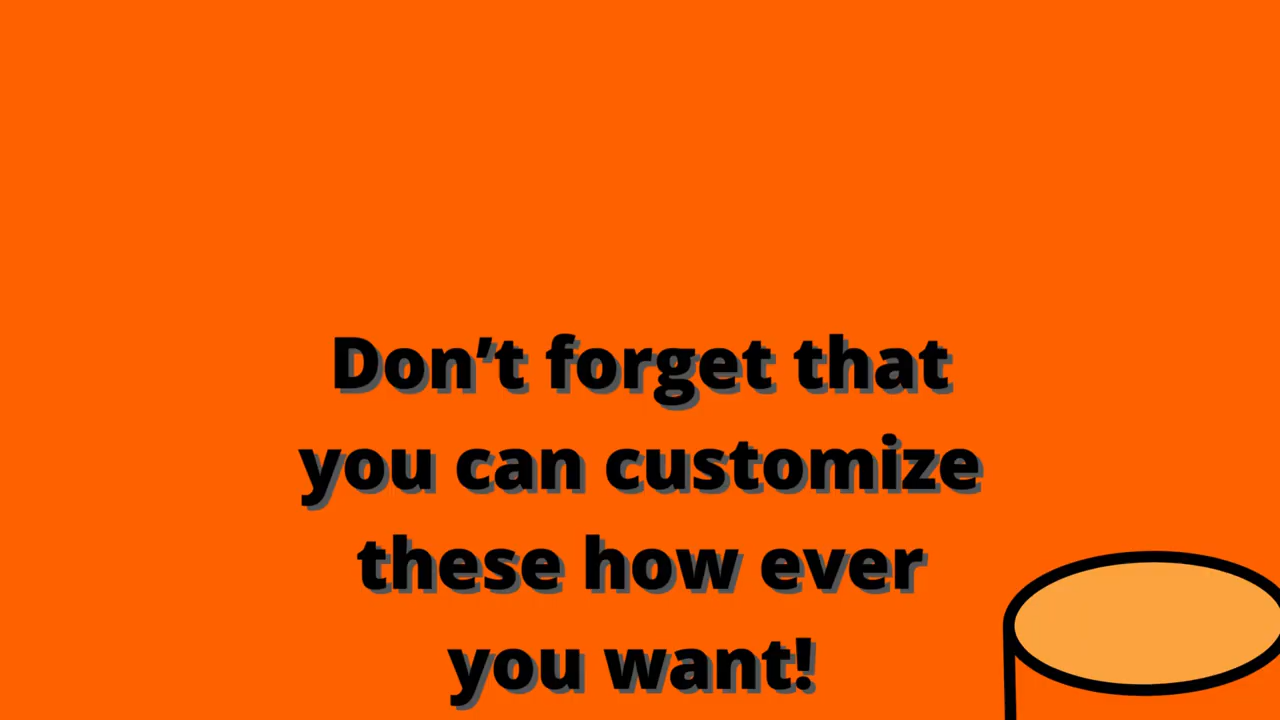 Don’t forget that
you can customize
these how ever
you want!